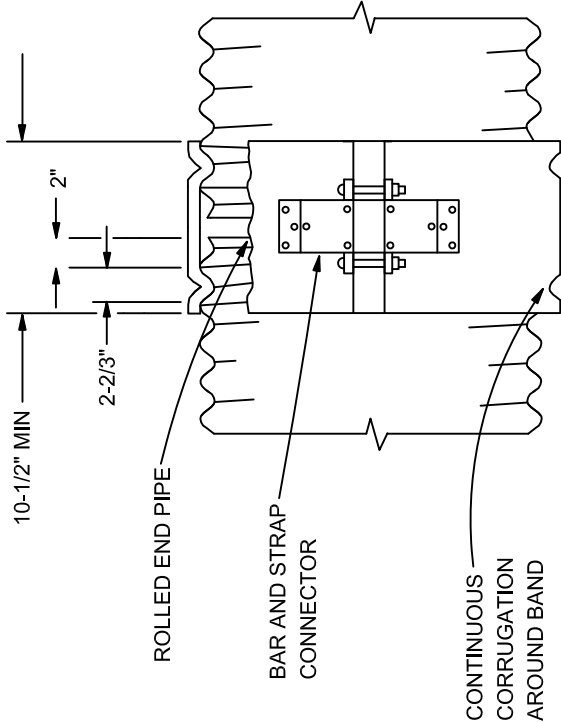 10-1/2" MIN
2"
2-2/3"
ROLLED END PIPE
BAR AND STRAP
CONNECTOR
CONTINUOUS
CORRUGATION
AROUND BAND